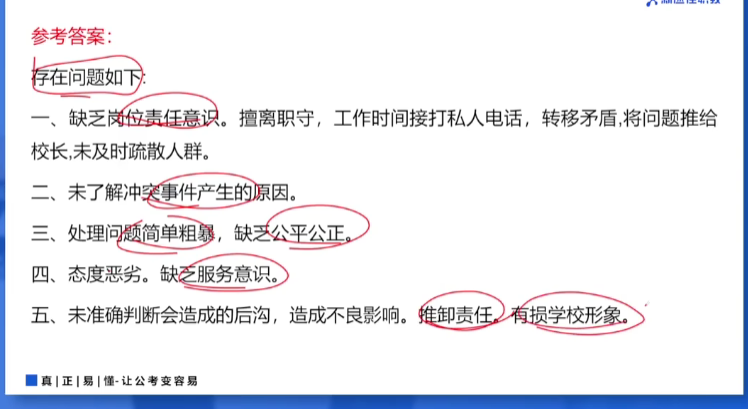 参考答案：
存在问题如下:
一、缺乏岗位责任意识。擅离职守，工作时间接打私人电话，转移矛盾,将问题推给
校长,未及时疏散人群。
二、未了解冲突事件产生的原因。
三、处理问题简单粗暴，缺乏公平公正。
四、态度恶劣。缺乏服务意识。
五、未准确判断会造成的后沟，造成不良影响。推卸责任。有损学校形象。
真|正|易|懂-让公考变容易